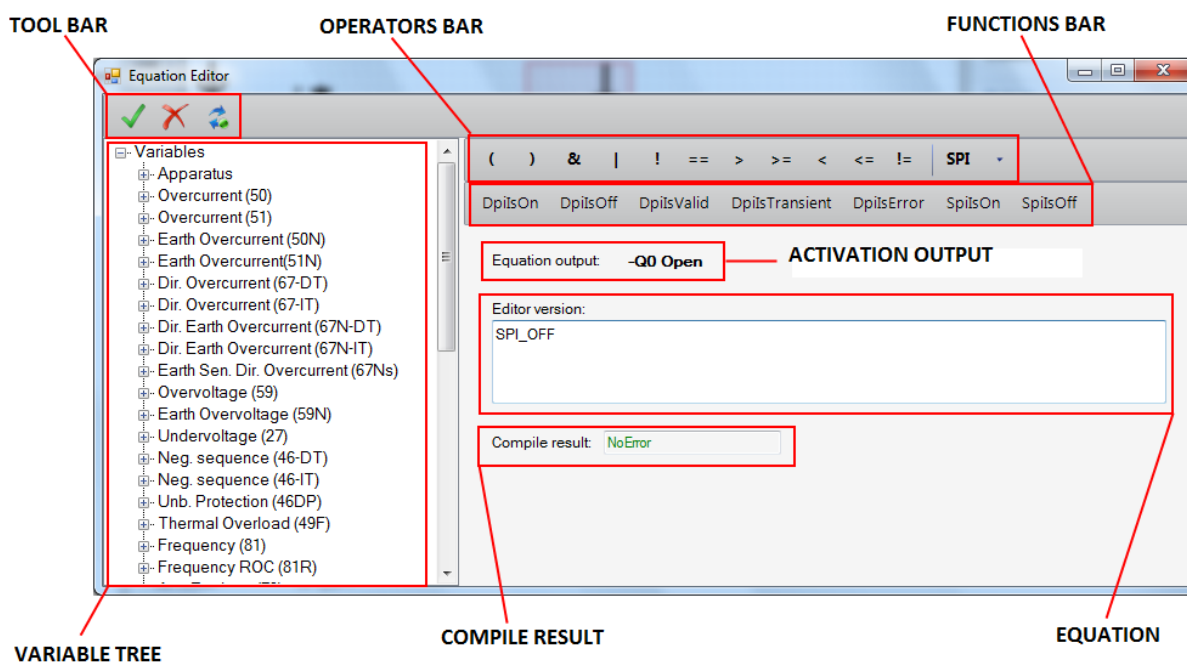 TOOL BAR
OPERATORS BAR
FUNCTIONS BAR
Equation Editor
( ) & | ! == > >= < <= != SPI
DpiIsOn DpiIsOff DpiIsValid DpiIsTransient DpiIsError SpiIsOn SpiIsOff
Variables
Apparatus
Overcurrent (50)
Overcurrent (51)
Earth Overcurrent (50N)
Earth Overcurrent(51N)
Dir. Overcurrent (67-DT)
Dir. Overcurrent (67-IT)
Dir. Earth Overcurrent (67N-DT)
Dir. Earth Overcurrent (67N-IT)
Earth Sen. Dir. Overcurrent (67Ns)
Overvoltage (59)
Earth Overvoltage (59N)
Undervoltage (27)
Neg. sequence (46-DT)
Neg. sequence (46-IT)
Unb. Protection (46DP)
Thermal Overload (49F)
Frequency (81)
Frequency ROC (81R)
Equation output: -Q0 Open
ACTIVATION OUTPUT
Editor version:
SPI_OFF
Compile result: NoError
VARIABLE TREE
COMPILE RESULT
EQUATION